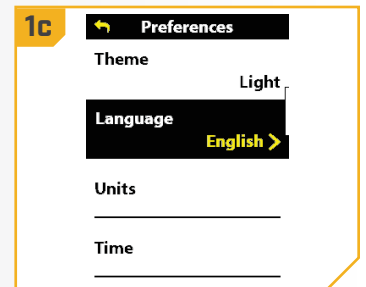 1c
Preferences
Theme
Light
Language
English
Units
Time